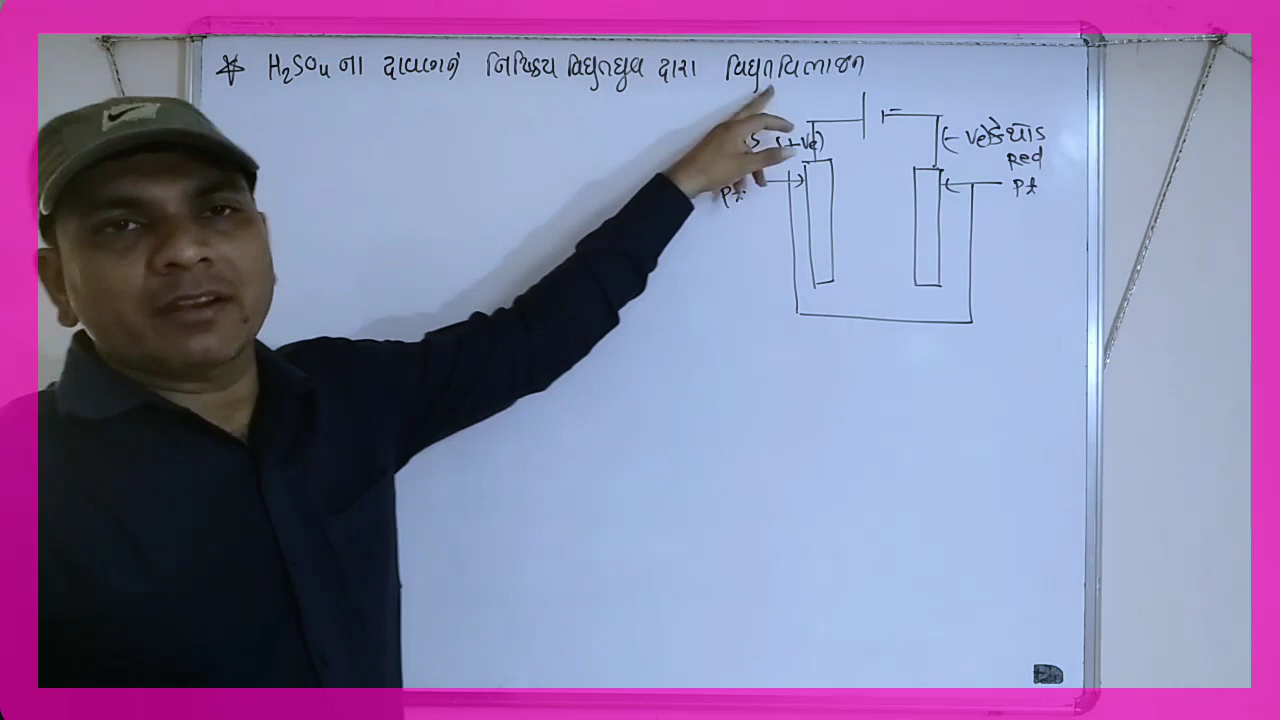 H₂SO₄ ના દ્રાવણનું નિષ્ક્રિય વિદ્યુતધ્રુવ દ્વારા વિદ્યુતવિભાજન
(+ve)
(-ve) કેથોડ
Red
Pt
Pt